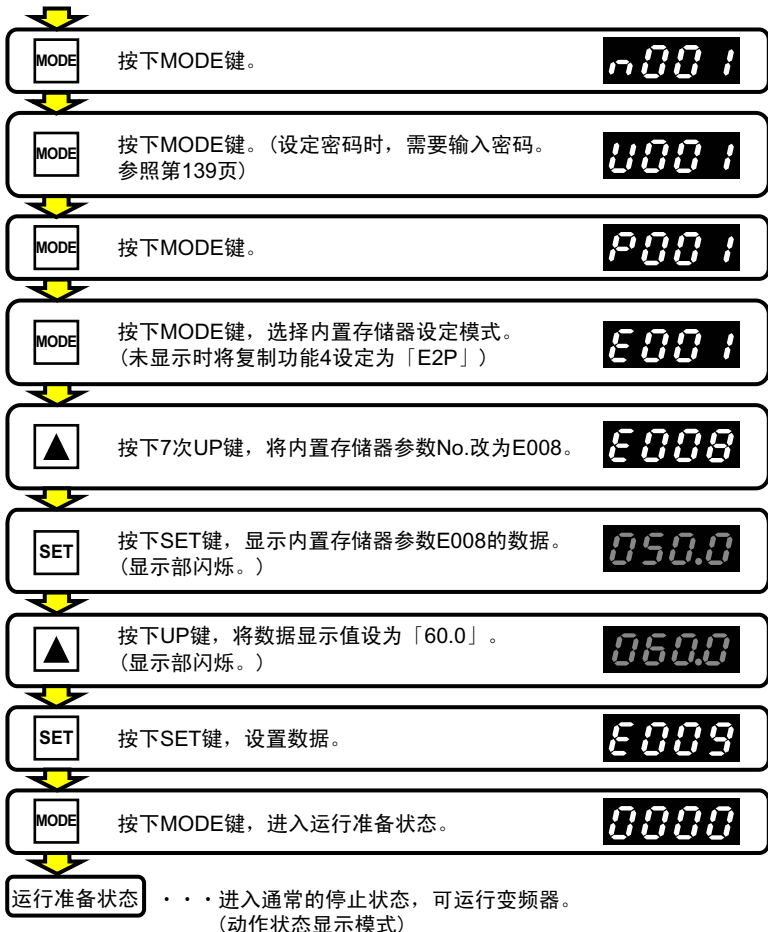 MODE 按下MODE键。 n001
MODE 按下MODE键。(设定密码时，需要输入密码。 U001
参照第139页)
MODE 按下MODE键。 P001
MODE 按下MODE键，选择内置存储器设定模式。 E001
(未显示时将复制功能4设定为「E2P」)
▲ 按下7次UP键，将内置存储器参数No.改为E008。 E008
SET 按下SET键，显示内置存储器参数E008的数据。 050.0
(显示部闪烁。)
▲ 按下UP键，将数据显示值设为「60.0」。 060.0
(显示部闪烁。)
SET 按下SET键，设置数据。 E009
MODE 按下MODE键，进入运行准备状态。 0000
运行准备状态 ・・・进入通常的停止状态，可运行变频器。
(动作状态显示模式)